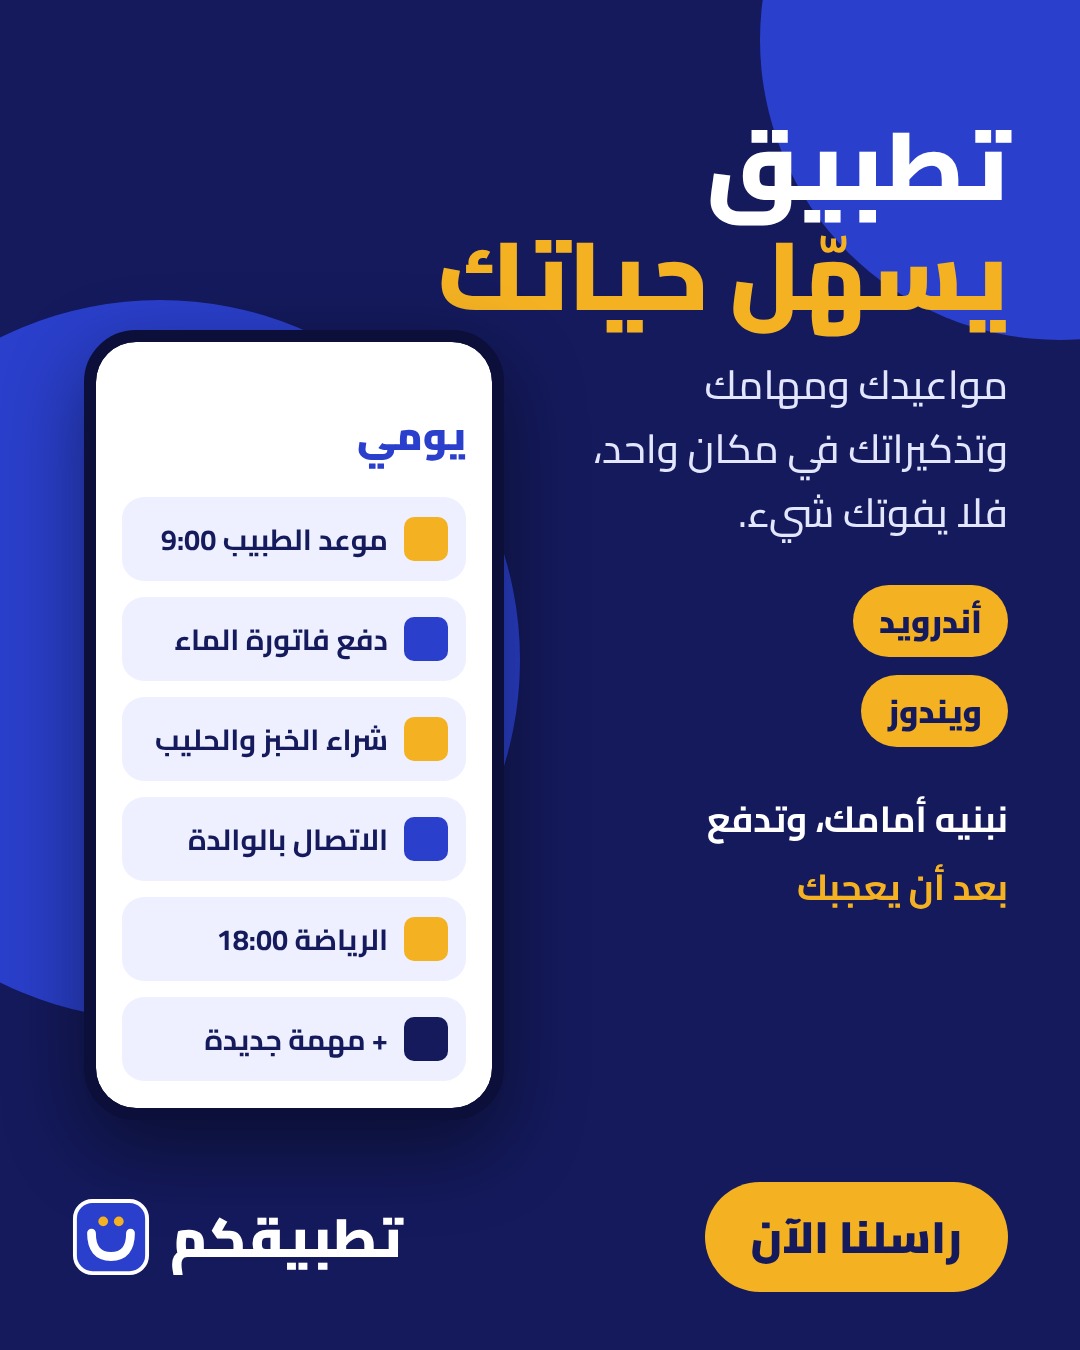 تطبيق
يسهّل حياتك
مواعيدك ومهامك
وتذكيراتك في مكان واحد،
فلا يفوتك شيء.
أندرويد
ويندوز
نبنيه أمامك، وتدفع
بعد أن يعجبك
يومي
موعد الطبيب 9:00
دفع فاتورة الماء
شراء الخبز والحليب
الاتصال بالوالدة
الرياضة 18:00
+ مهمة جديدة
راسلنا الآن
تطبيقكم